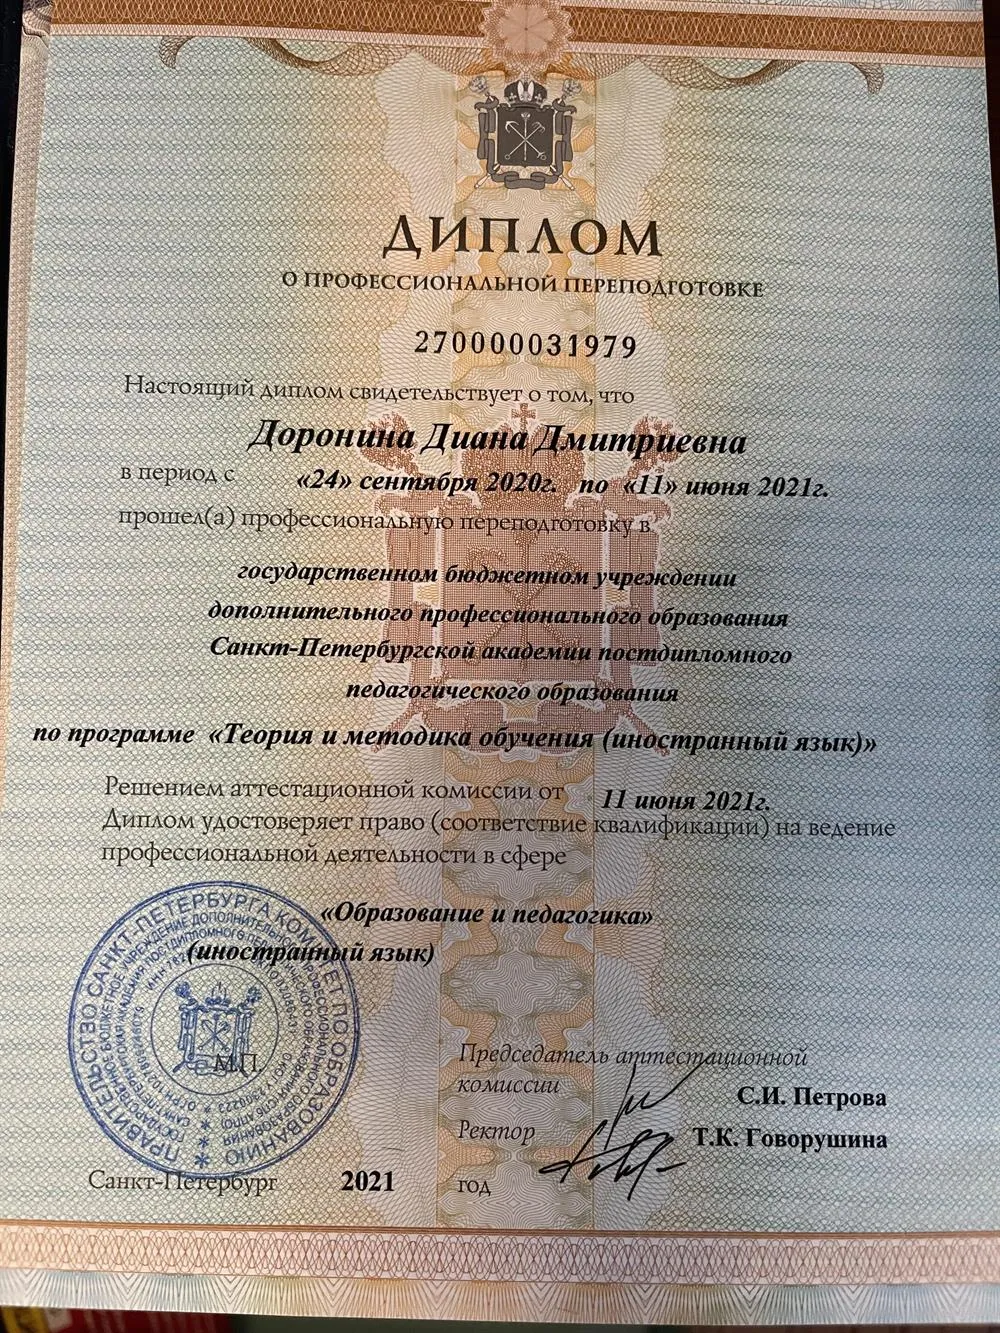 ДИПЛОМ
О ПРОФЕССИОНАЛЬНОЙ ПЕРЕПОДГОТОВКЕ
270000031979
Настоящий диплом свидетельствует о том, что
Доронина Диана Дмитриевна
в период с «24» сентября 2020г. по «11» июня 2021г.
прошел(а) профессиональную переподготовку в
государственном бюджетном учреждении
дополнительного профессионального образования
Санкт-Петербургской академии постдипломного
педагогического образования
по программе «Теория и методика обучения (иностранный язык)»
Решением аттестационной комиссии от 11 июня 2021г.
Диплом удостоверяет право (соответствие квалификации) на ведение
профессиональной деятельности в сфере
«Образование и педагогика»
(иностранный язык)
ПРАВИТЕЛЬСТВО САНКТ-ПЕТЕРБУРГА КОМИТЕТ ПО ОБРАЗОВАНИЮ
М.П.
Председатель аттестационной
комиссии
С.И. Петрова
Ректор
Т.К. Говорушина
Санкт-Петербург 2021 год